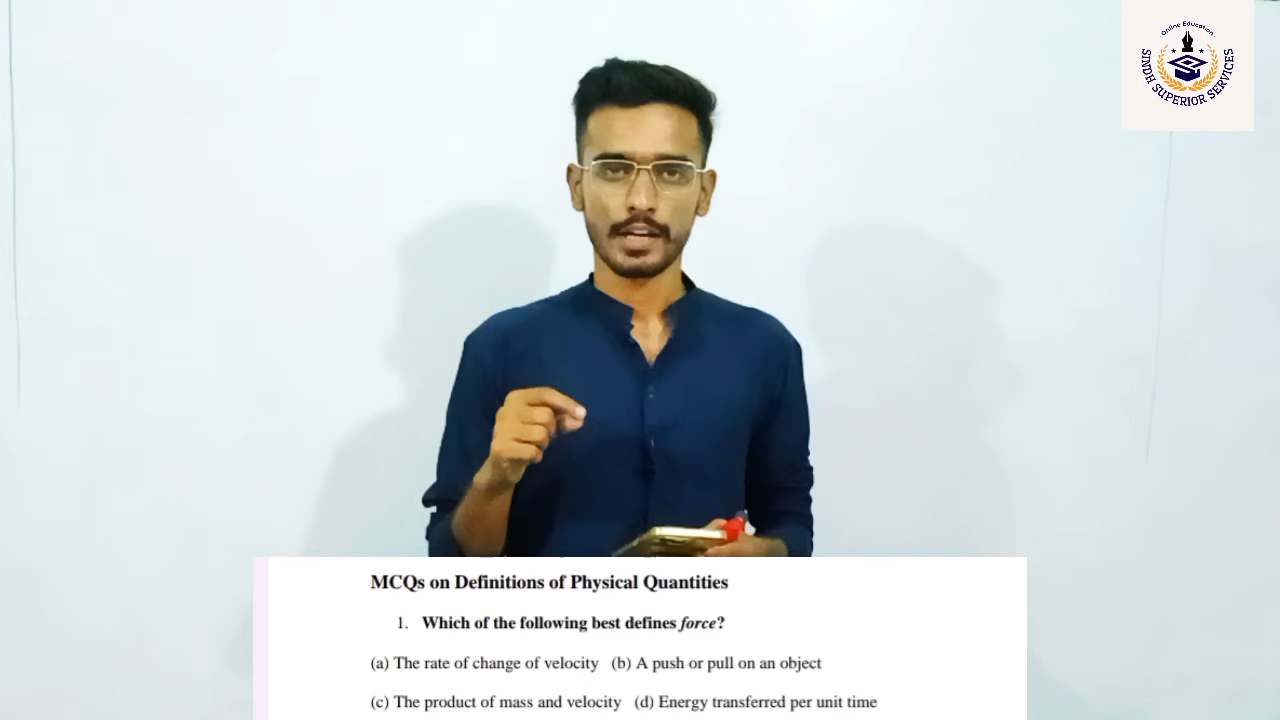 Online Education
SINDH SUPERIOR SERVICES
MCQs on Definitions of Physical Quantities
1. Which of the following best defines force?
(a) The rate of change of velocity (b) A push or pull on an object
(c) The product of mass and velocity (d) Energy transferred per unit time